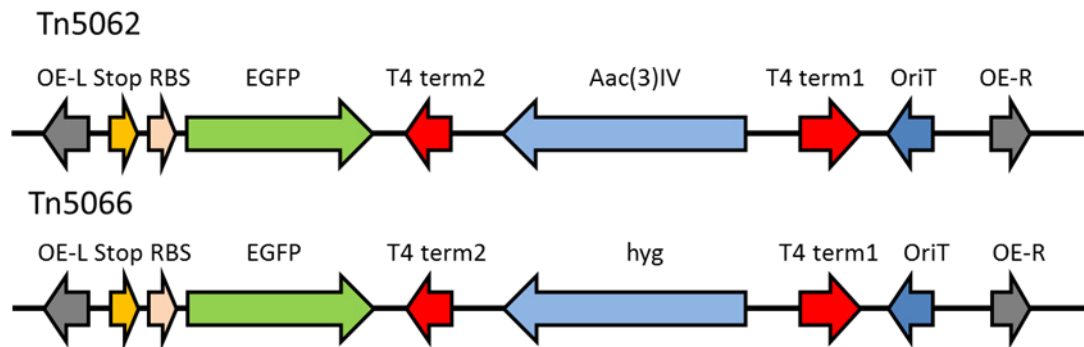 Tn5062
OE-L Stop RBS EGFP T4 term2 Aac(3)IV T4 term1 OriT OE-R
Tn5066
OE-L Stop RBS EGFP T4 term2 hyg T4 term1 OriT OE-R